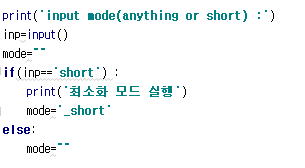 print('input mode(anything or short) :')
inp=input()
mode=""
if(inp=='short') :
    print('최소화 모드 실행')
    mode='_short'
else:
    mode=""